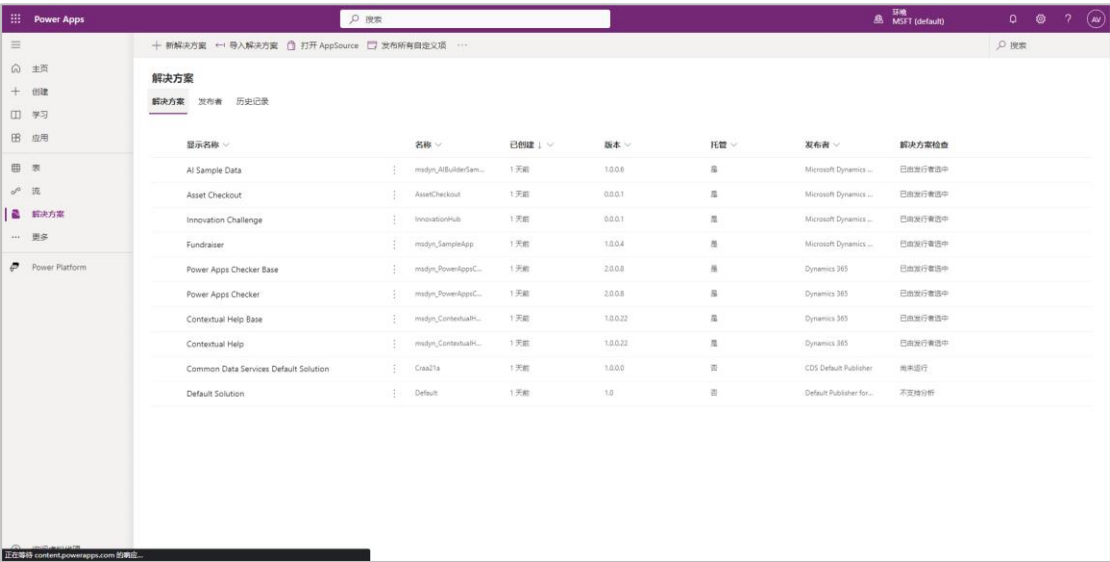 Power Apps
搜索
环境
MSFT (default)
AV
+ 新解决方案 导入解决方案 打开 AppSource 发布所有自定义项 ···
搜索
主页
创建
学习
应用
表
流
解决方案
更多
Power Platform
解决方案
解决方案 发布者 历史记录
显示名称 名称 已创建 ↓ 版本 托管 发布者 解决方案检查
AI Sample Data msdyn_AIBuilderSam... 1 天前 1.0.0.6 是 Microsoft Dynamics ... 已由发行者选中
Asset Checkout AssetCheckout 1 天前 0.0.0.1 是 Microsoft Dynamics ... 已由发行者选中
Innovation Challenge InnovationHub 1 天前 0.0.0.1 是 Microsoft Dynamics ... 已由发行者选中
Fundraiser msdyn_SampleApp 1 天前 1.0.0.4 是 Microsoft Dynamics ... 已由发行者选中
Power Apps Checker Base msdyn_PowerAppsC... 1 天前 2.0.0.8 是 Dynamics 365 已由发行者选中
Power Apps Checker msdyn_PowerAppsC... 1 天前 2.0.0.8 是 Dynamics 365 已由发行者选中
Contextual Help Base msdyn_ContextualH... 1 天前 1.0.0.22 是 Dynamics 365 已由发行者选中
Contextual Help msdyn_ContextualH... 1 天前 1.0.0.22 是 Dynamics 365 已由发行者选中
Common Data Services Default Solution Craa21a 1 天前 1.0.0.0 否 CDS Default Publisher 尚未运行
Default Solution Default 1 天前 1.0 否 Default Publisher for... 不支持分析
正在等待 content.powerapps.com 的响应...